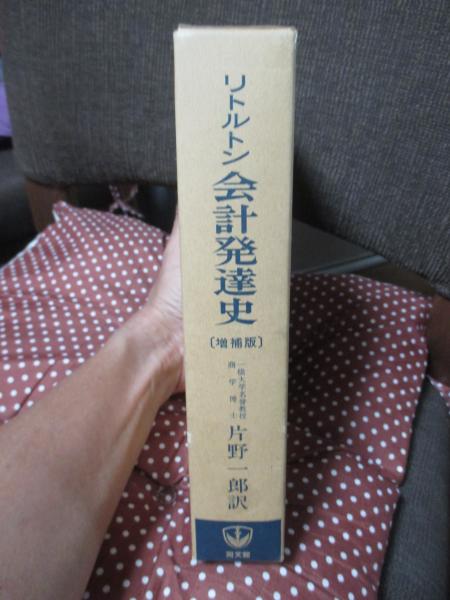 リトルトン
会計発達史
〔増補版〕
一橋大学名誉教授
商学博士
片野一郎訳
同文館